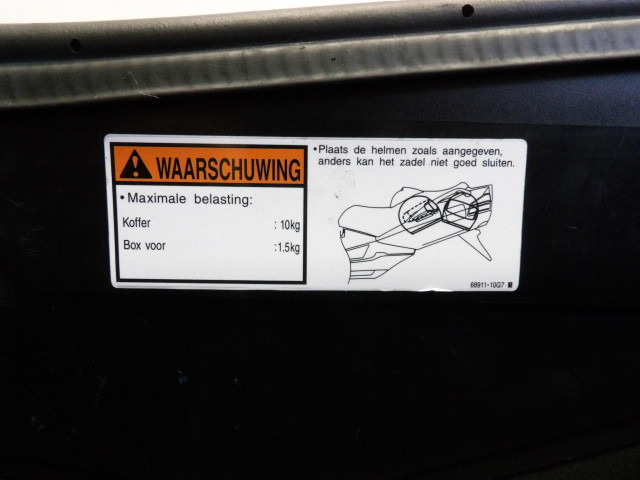 WAARSCHUWING
•Maximale belasting:
Koffer : 10kg
Box voor :1.5kg
•Plaats de helmen zoals aangegeven,
anders kan het zadel niet goed sluiten.
68911-10G7